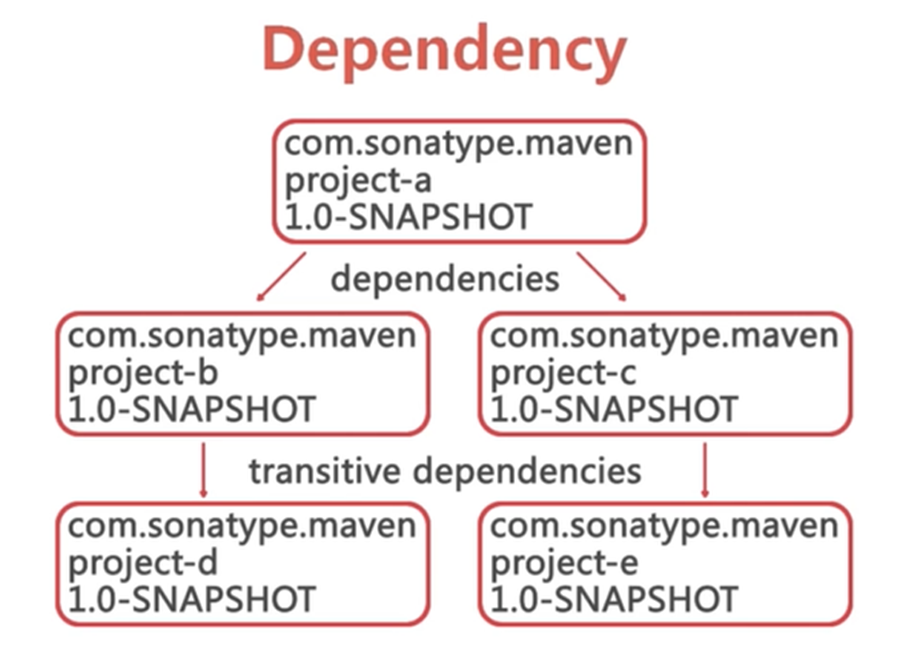 Dependency
com.sonatype.maven
project-a
1.0-SNAPSHOT
dependencies
com.sonatype.maven
project-b
1.0-SNAPSHOT
com.sonatype.maven
project-c
1.0-SNAPSHOT
transitive dependencies
com.sonatype.maven
project-d
1.0-SNAPSHOT
com.sonatype.maven
project-e
1.0-SNAPSHOT